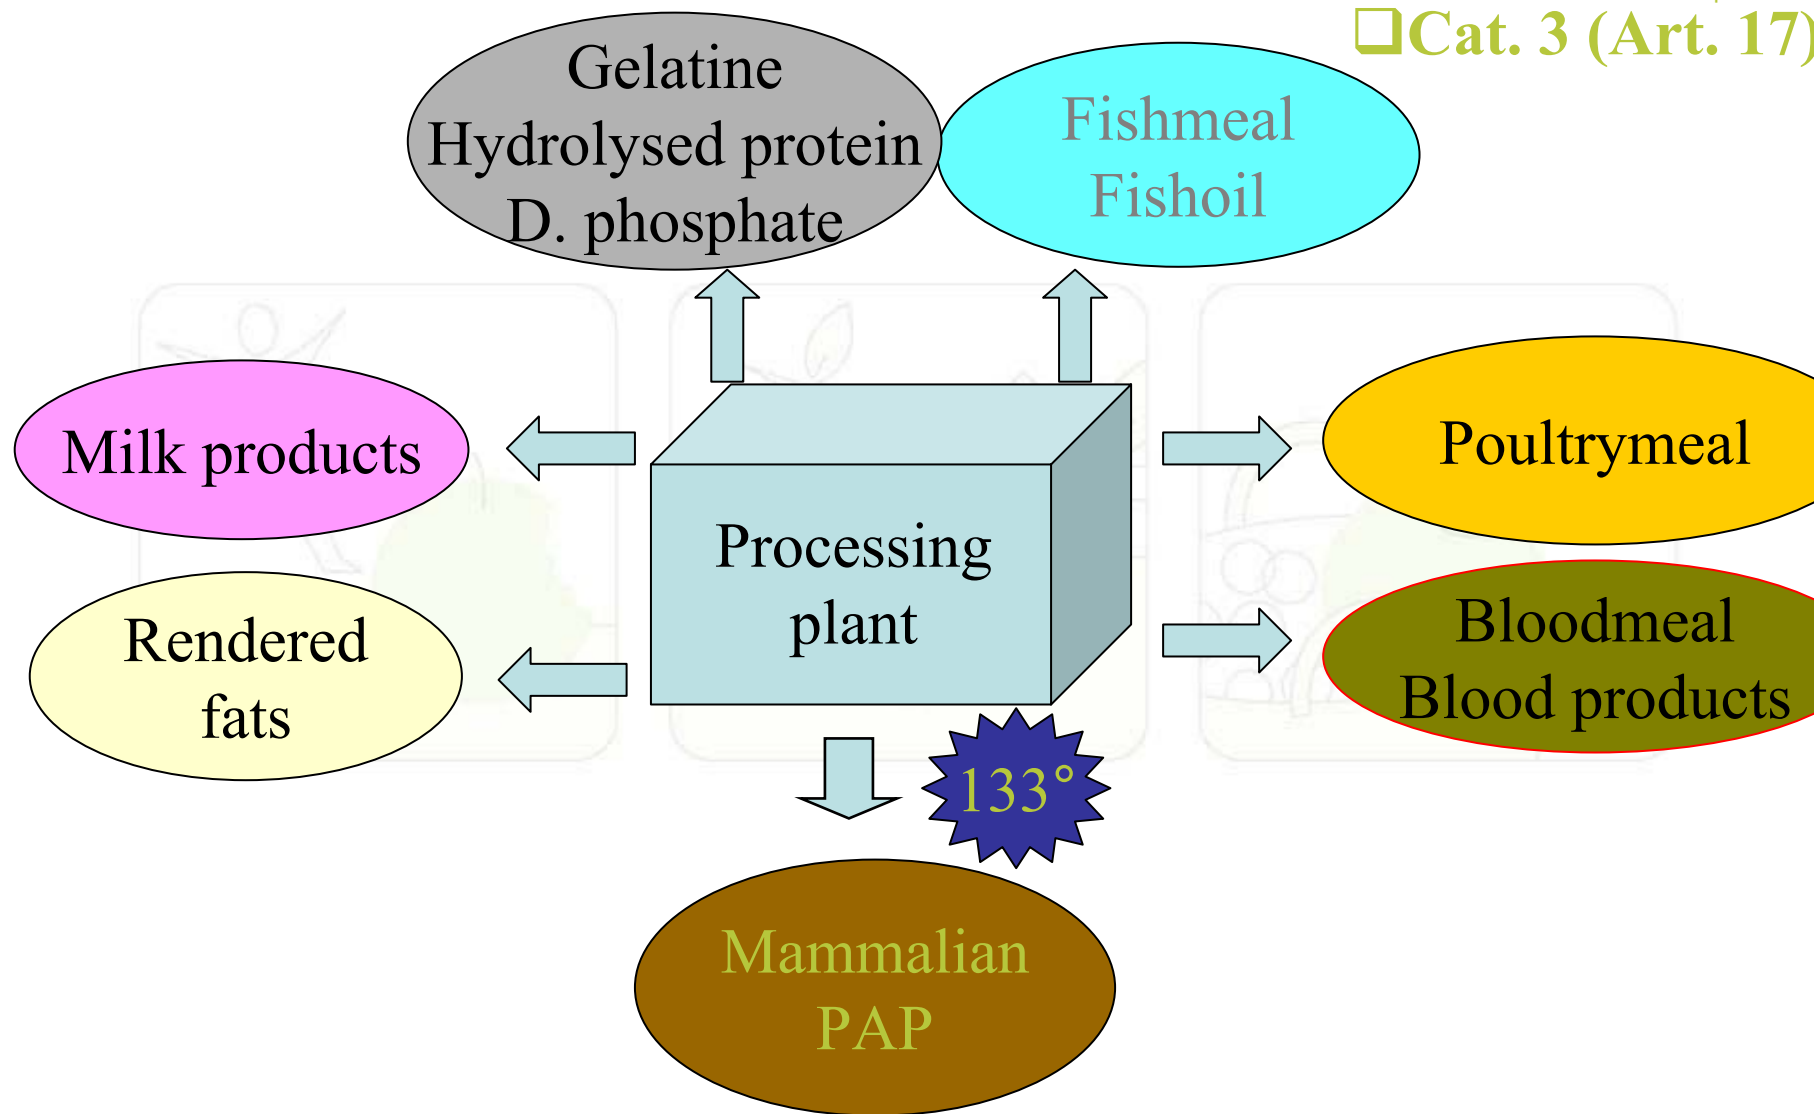 ❑Cat. 3 (Art. 17)
Gelatine
Hydrolysed protein
D. phosphate
Fishmeal
Fishoil
Milk products
Poultrymeal
Processing
plant
Rendered
fats
Bloodmeal
Blood products
133°
Mammalian
PAP